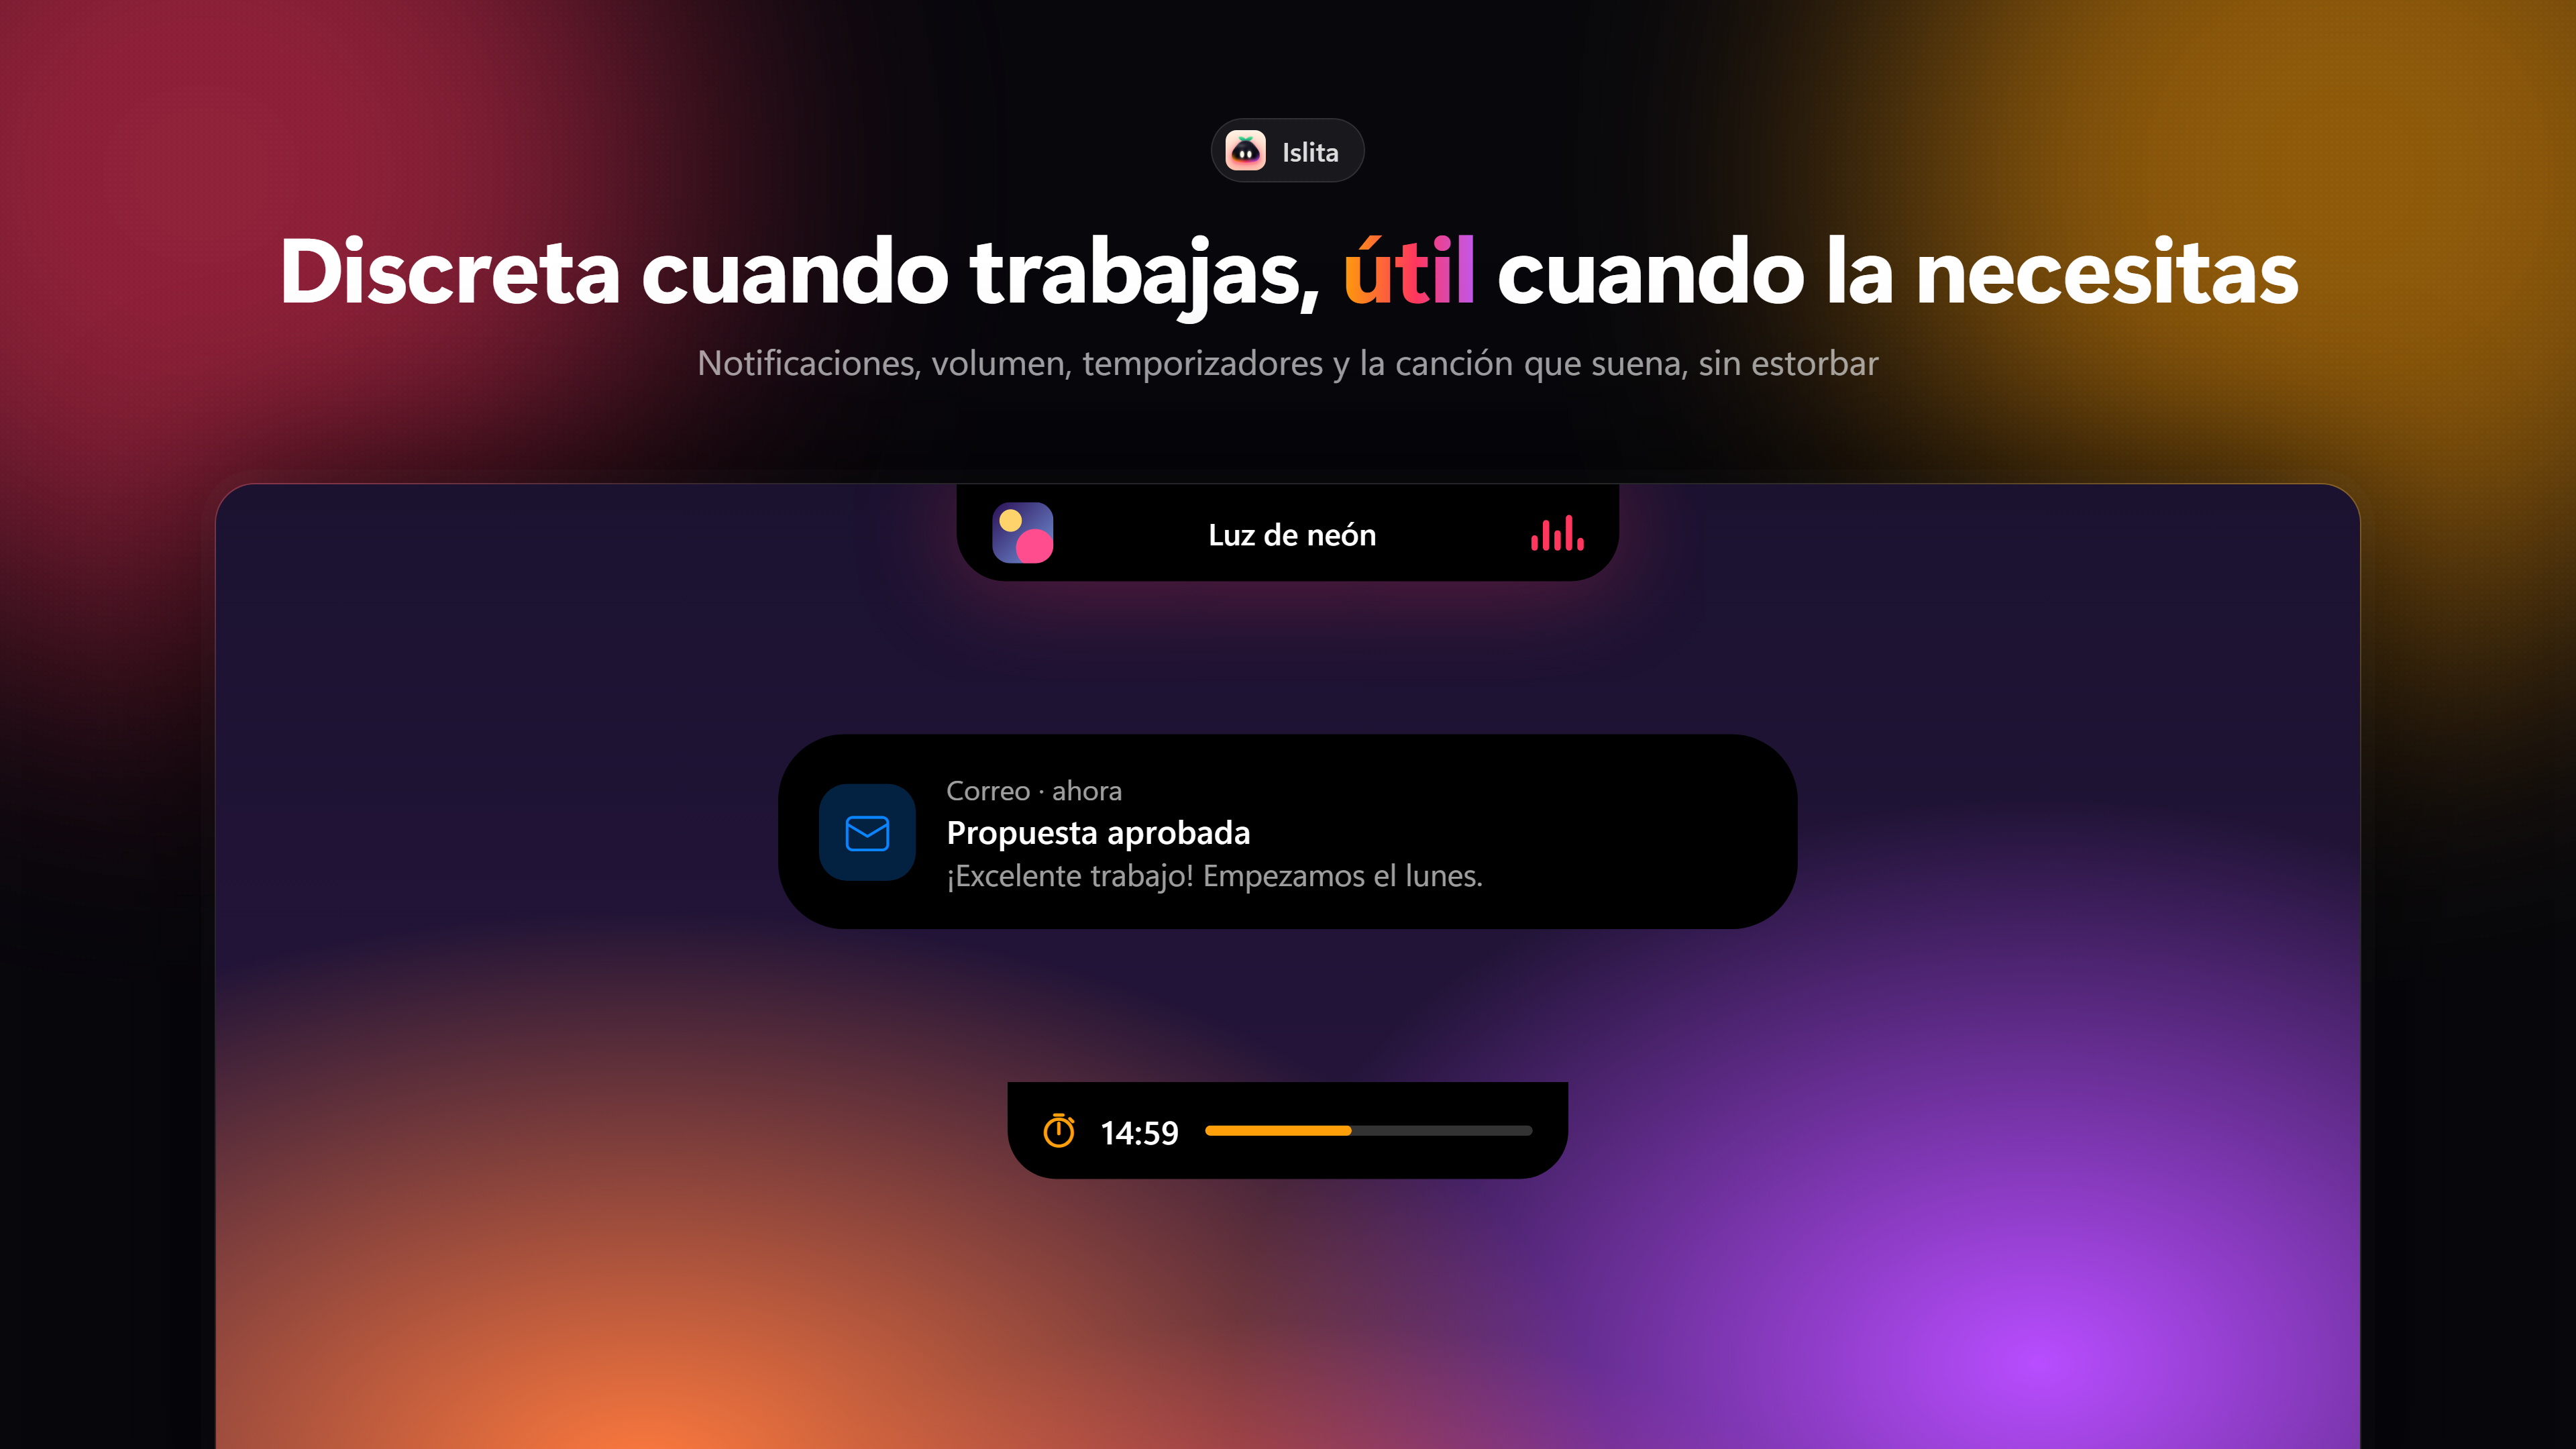 Islita
Discreta cuando trabajas, útil cuando la necesitas
Notificaciones, volumen, temporizadores y la canción que suena, sin estorbar
Luz de neón
Correo · ahora
Propuesta aprobada
¡Excelente trabajo! Empezamos el lunes.
14:59